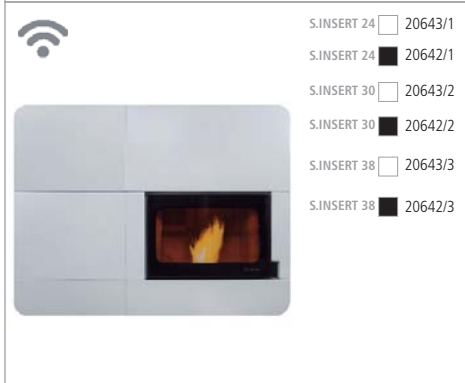 S.INSERT 24 20643/1
S.INSERT 24 20642/1
S.INSERT 30 20643/2
S.INSERT 30 20642/2
S.INSERT 38 20643/3
S.INSERT 38 20642/3